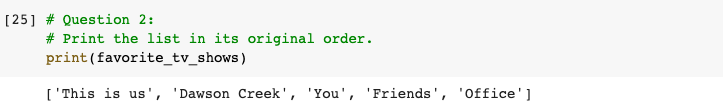 [25] # Question 2:
# Print the list in its original order.
print(favorite_tv_shows)
['This is us', 'Dawson Creek', 'You', 'Friends', 'Office']